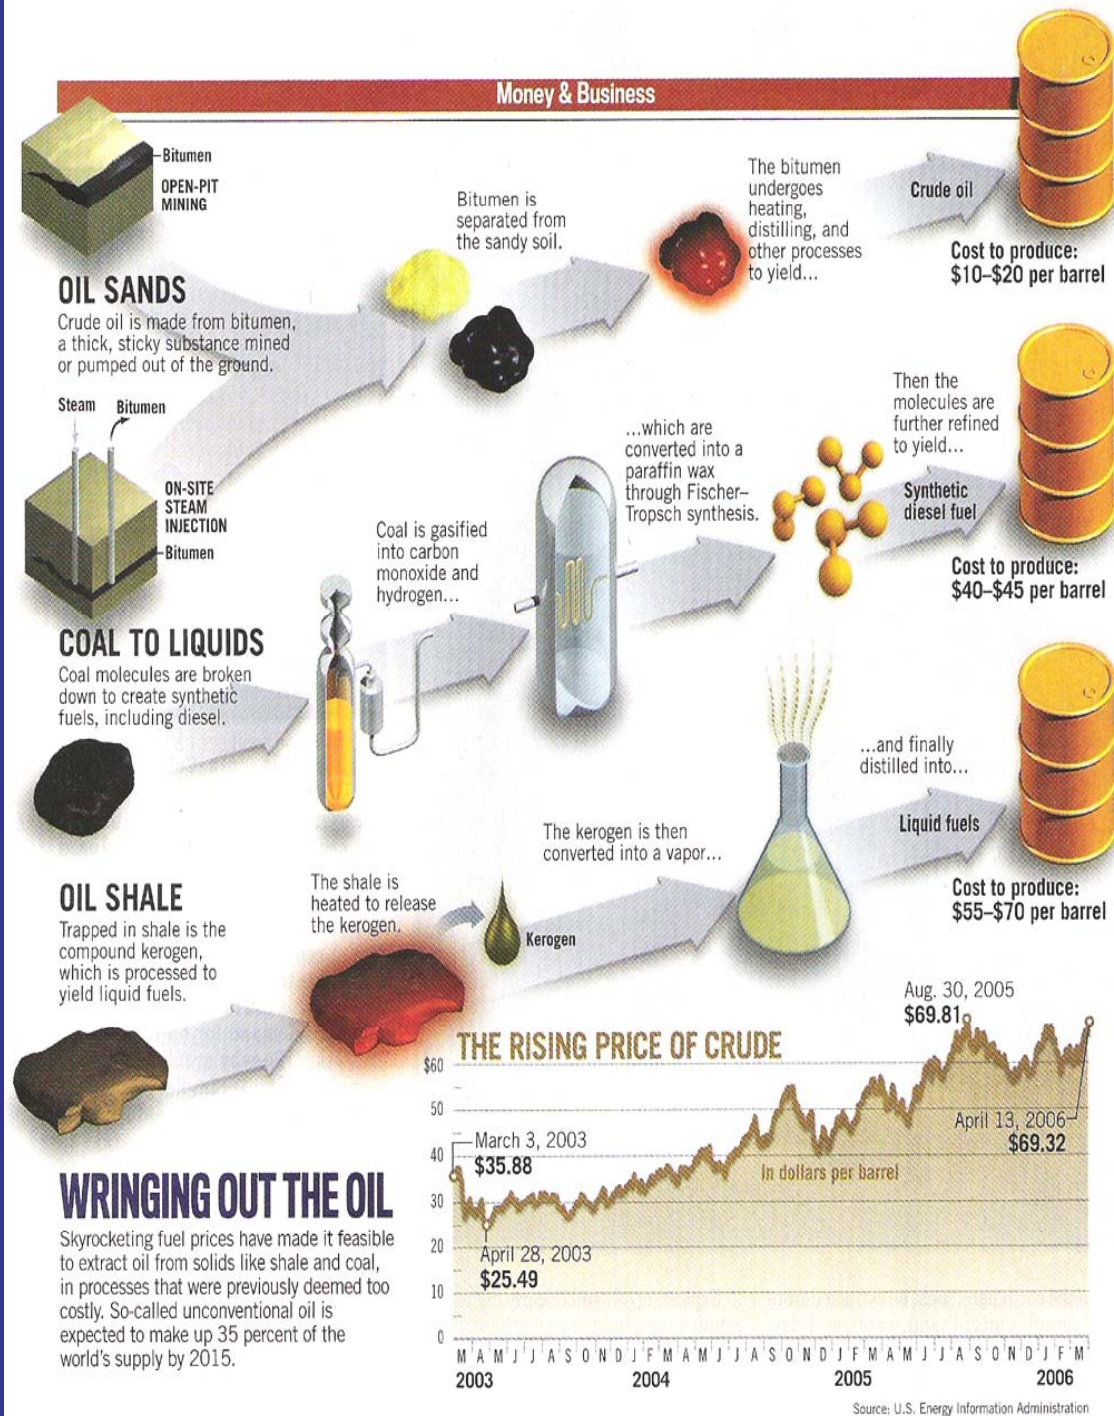 Money & Business
Bitumen
OPEN-PIT
MINING
OIL SANDS
Crude oil is made from bitumen,
a thick, sticky substance mined
or pumped out of the ground.
Steam
Bitumen
ON-SITE
STEAM
INJECTION
Bitumen
Bitumen is
separated from
the sandy soil.
The bitumen
undergoes
heating,
distilling, and
other processes
to yield...
Crude oil
Cost to produce:
$10–$20 per barrel
COAL TO LIQUIDS
Coal molecules are broken
down to create synthetic
fuels, including diesel.
Coal is gasified
into carbon
monoxide and
hydrogen...
...which are
converted into a
paraffin wax
through Fischer–
Tropsch synthesis.
Then the
molecules are
further refined
to yield...
Synthetic
diesel fuel
Cost to produce:
$40–$45 per barrel
OIL SHALE
Trapped in shale is the
compound kerogen,
which is processed to
yield liquid fuels.
The shale is
heated to release
the kerogen.
Kerogen
The kerogen is then
converted into a vapor...
...and finally
distilled into...
Liquid fuels
Cost to produce:
$55–$70 per barrel
WRINGING OUT THE OIL
Skyrocketing fuel prices have made it feasible
to extract oil from solids like shale and coal,
in processes that were previously deemed too
costly. So-called unconventional oil is
expected to make up 35 percent of the
world's supply by 2015.
THE RISING PRICE OF CRUDE
Aug. 30, 2005
$69.81
$60
50
40
30
20
10
0
March 3, 2003
$35.88
April 28, 2003
$25.49
In dollars per barrel
April 13, 2006
$69.32
M A M J J A S O N D J F M A M J J A S O N D J F M A M J J A S O N D J F M
2003 2004 2005 2006
Source: U.S. Energy Information Administration